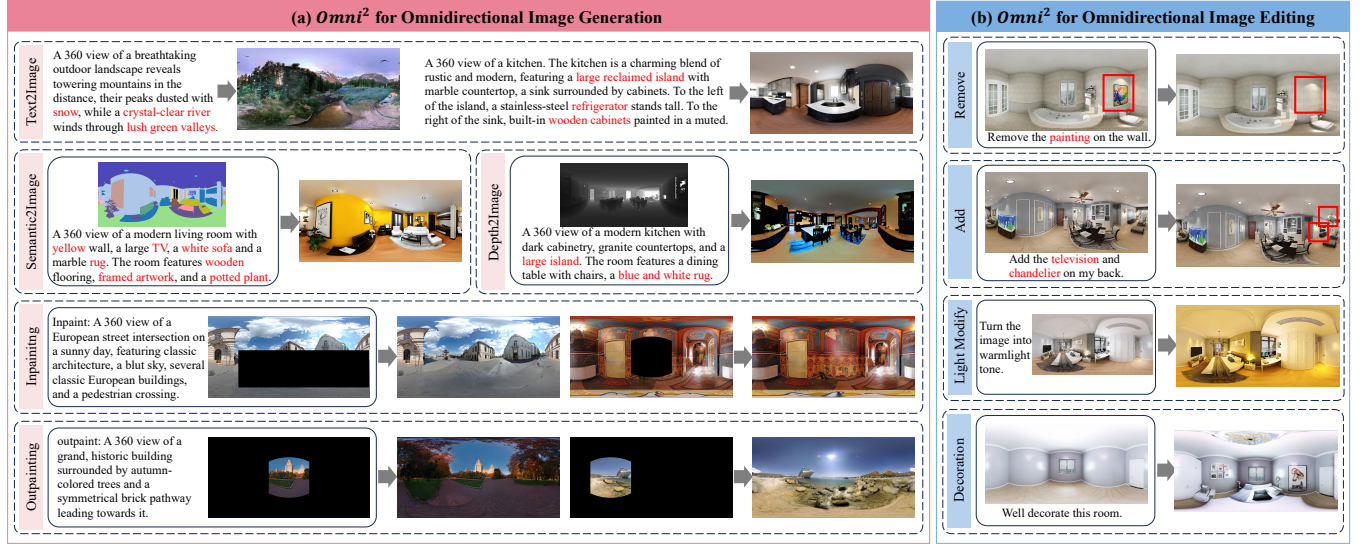 (a) Omni² for Omnidirectional Image Generation
Text2Image
A 360 view of a breathtaking
outdoor landscape reveals
towering mountains in the
distance, their peaks dusted with
snow, while a crystal-clear river
winds through lush green valleys.
A 360 view of a kitchen. The kitchen is a charming blend of
rustic and modern, featuring a large reclaimed island with
marble countertop, a sink surrounded by cabinets. To the left
of the island, a stainless-steel refrigerator stands tall. To the
right of the sink, built-in wooden cabinets painted in a muted.
Semantic2Image
A 360 view of a modern living room with
yellow wall, a large TV, a white sofa and a
marble rug. The room features wooden
flooring, framed artwork, and a potted plant.
Depth2Image
A 360 view of a modern kitchen with
dark cabinetry, granite countertops, and a
large island. The room features a dining
table with chairs, a blue and white rug.
Inpainitng
Inpaint: A 360 view of a
European street intersection on
a sunny day, featuring classic
architecture, a blut sky, several
classic European buildings,
and a pedestrian crossing.
Outpainting
outpaint: A 360 view of a
grand, historic building
surrounded by autumn-
colored trees and a
symmetrical brick pathway
leading towards it.
(b) Omni² for Omnidirectional Image Editing
Remove
Remove the painting on the wall.
Add
Add the television and
chandelier on my back.
Light Modify
Turn the
image into
warmlight
tone.
Decoration
Well decorate this room.